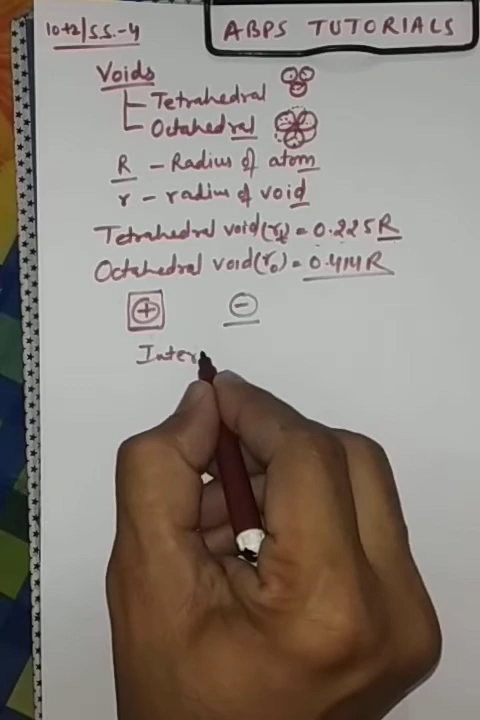 10+2/S.S.-4
ABPS TUTORIALS
Voids
Tetrahedral
Octahedral
R - Radius of atom
r - radius of void
Tetrahedral void(rt) = 0.225R
Octahedral void(ro) = 0.414R
+ −
Inter